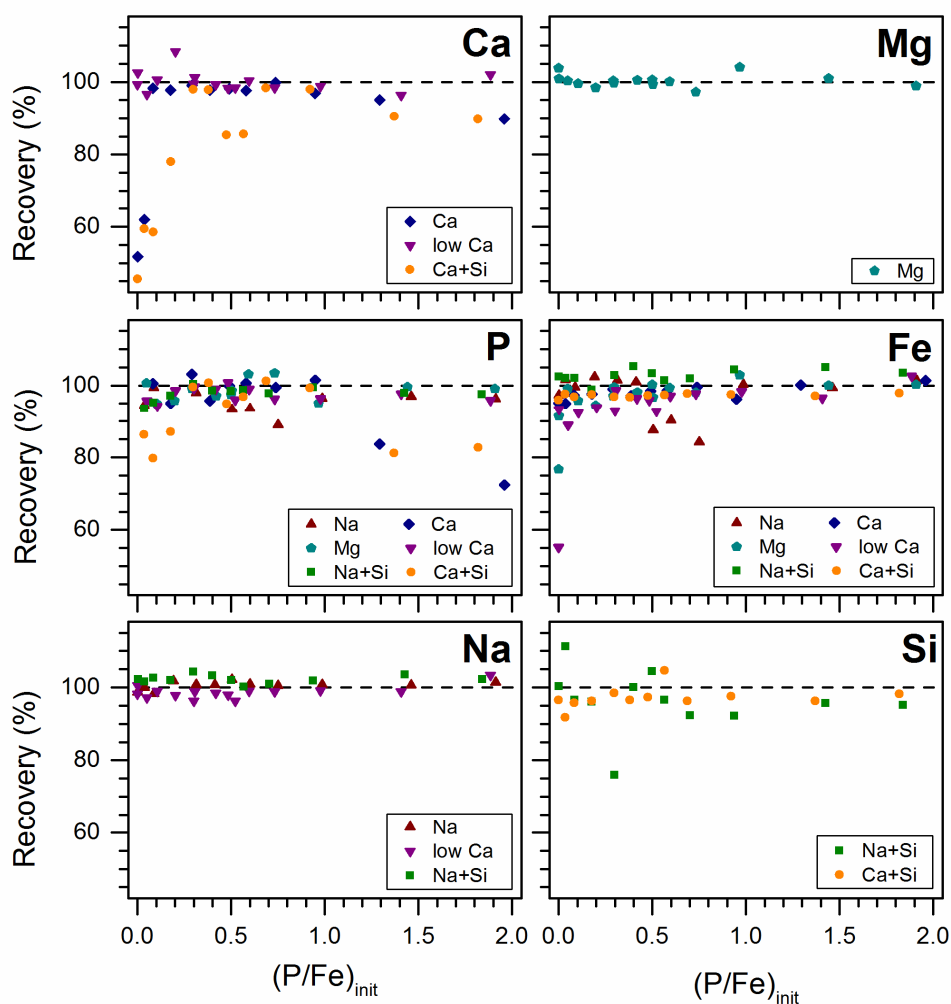 Ca
Recovery (%)
100
80
60
Ca
low Ca
Ca+Si
Mg
Mg
P
Recovery (%)
100
80
60
Na Ca
Mg low Ca
Na+Si Ca+Si
Fe
Na Ca
Mg low Ca
Na+Si Ca+Si
Na
Recovery (%)
100
80
60
0.0 0.5 1.0 1.5 2.0
(P/Fe)init
Na
low Ca
Na+Si
Si
Na+Si
Ca+Si
0.0 0.5 1.0 1.5 2.0
(P/Fe)init